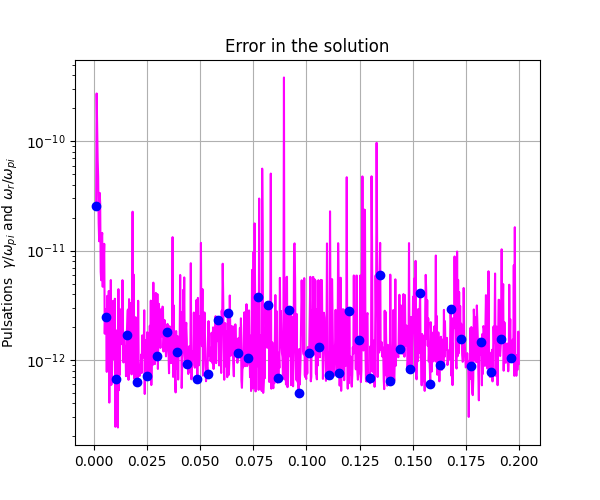 Error in the solution
Pulsations γ/ω_pi and ω_r/ω_pi
10⁻¹⁰
10⁻¹¹
10⁻¹²
0.000 0.025 0.050 0.075 0.100 0.125 0.150 0.175 0.200